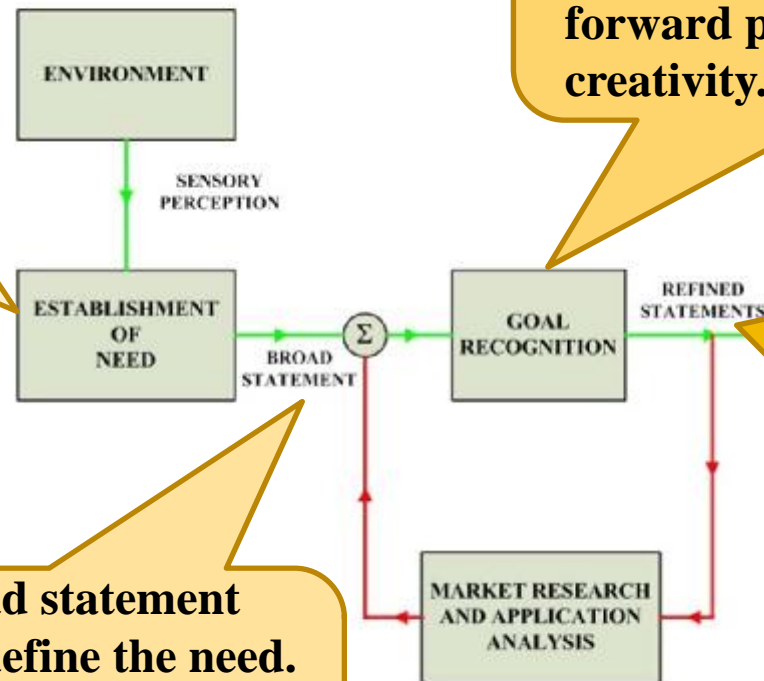 forward p
creativity.
ENVIRONMENT
SENSORY
PERCEPTION
ESTABLISHMENT
OF
NEED
BROAD
STATEMENT
Σ
GOAL
RECOGNITION
REFINED
STATEMENTS
MARKET RESEARCH
AND APPLICATION
ANALYSIS
d statement
efine the need.